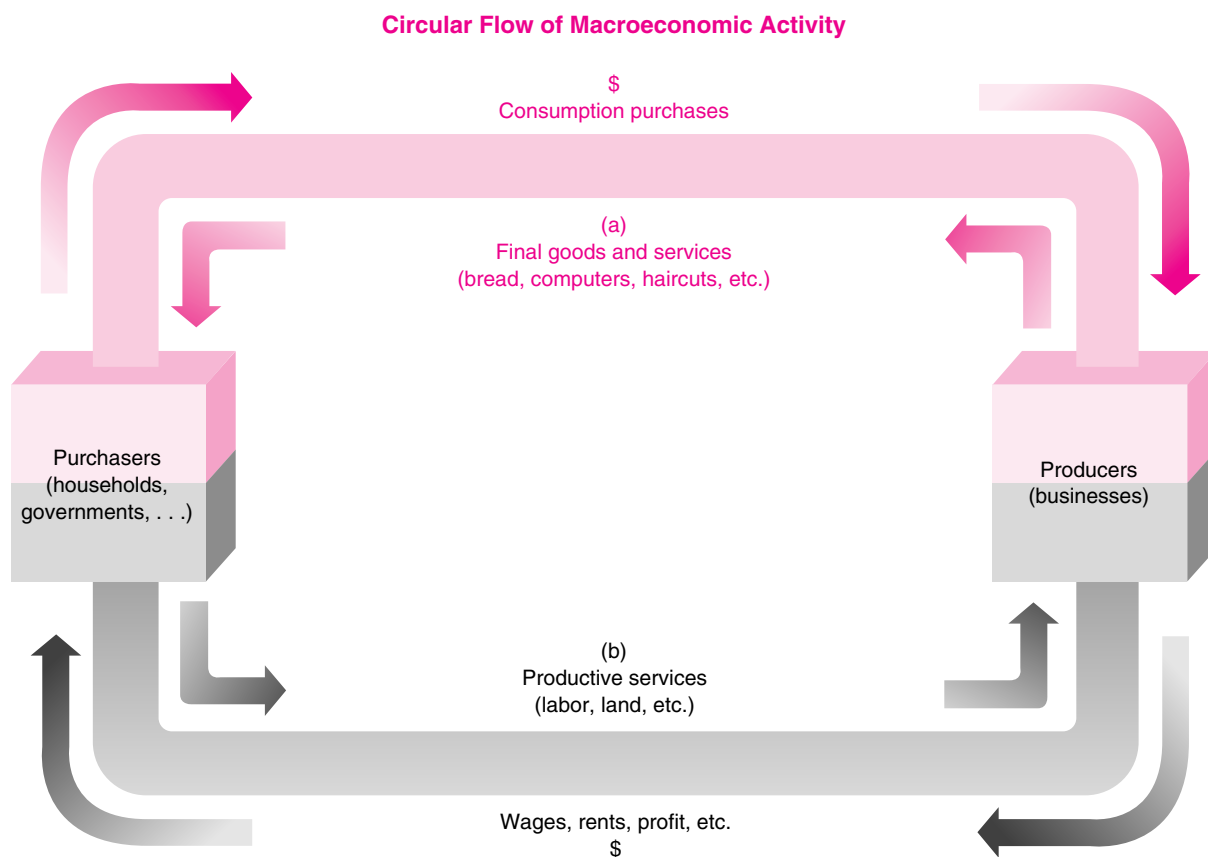 Circular Flow of Macroeconomic Activity
$
Consumption purchases
(a)
Final goods and services
(bread, computers, haircuts, etc.)
Purchasers
(households,
governments, . . .)
Producers
(businesses)
(b)
Productive services
(labor, land, etc.)
Wages, rents, profit, etc.
$